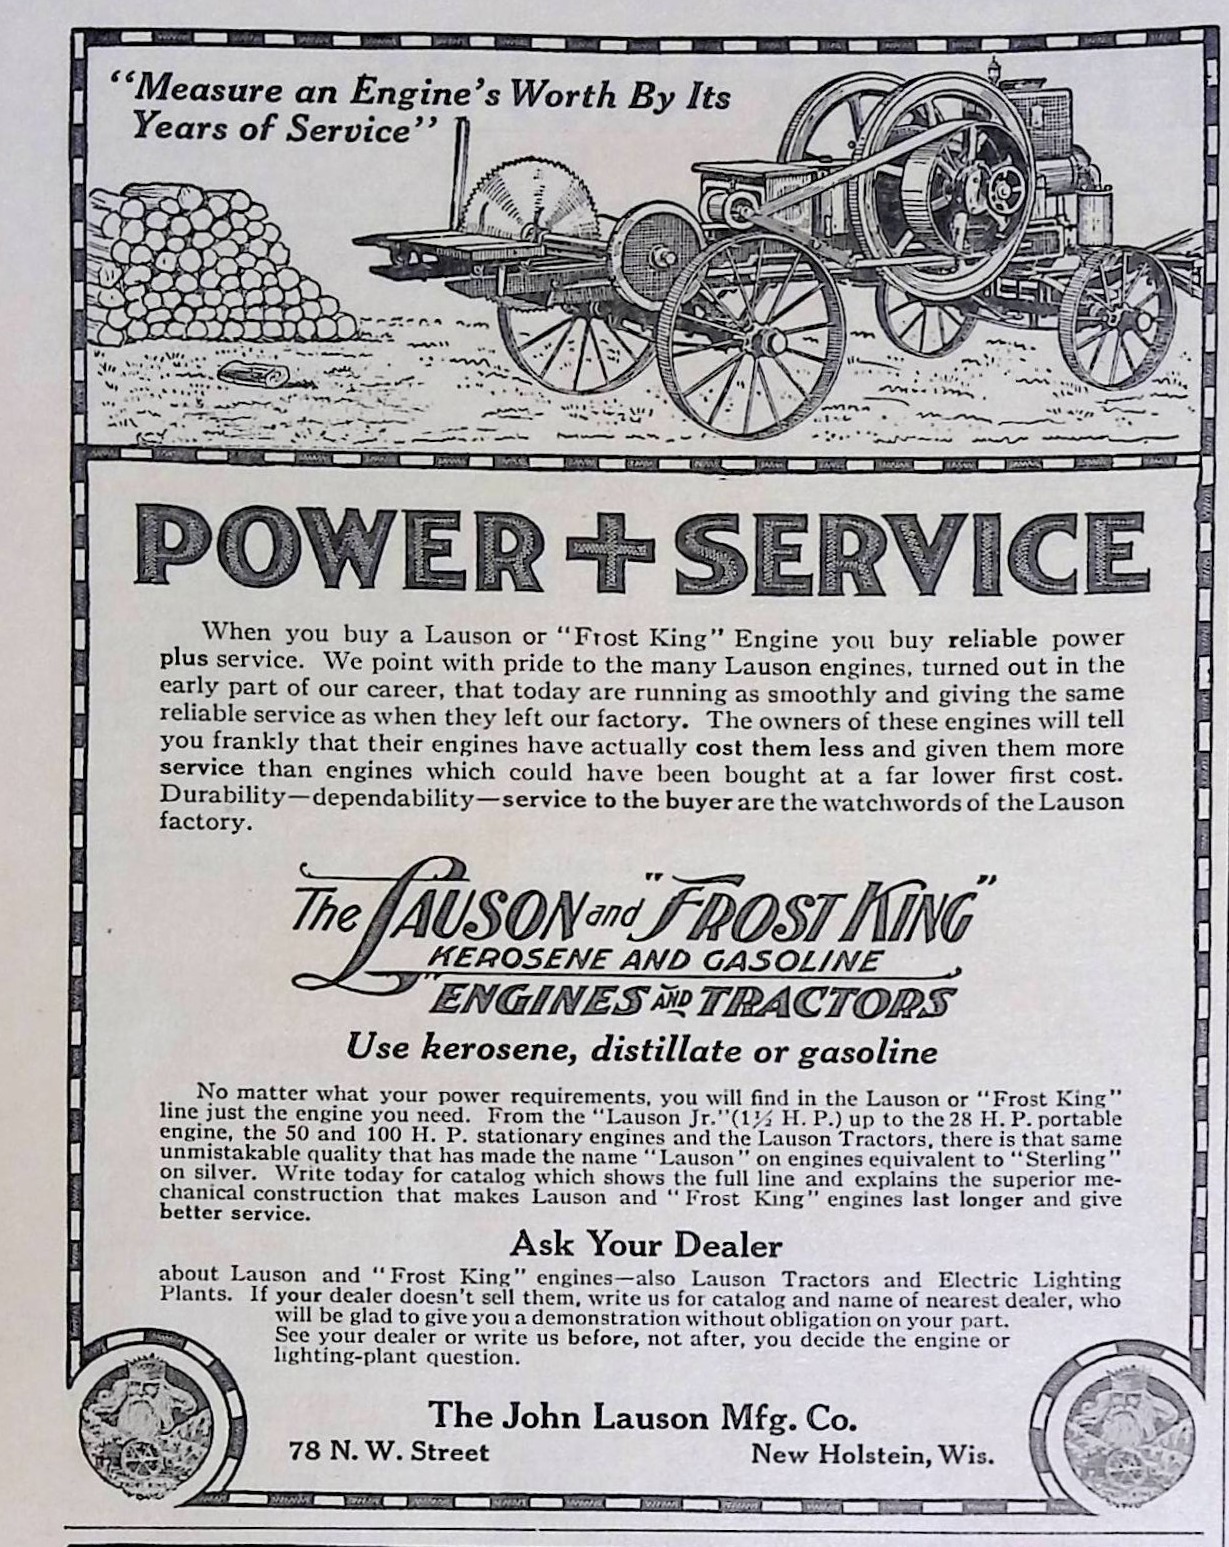 “Measure an Engine's Worth By Its
Years of Service”
POWER + SERVICE
When you buy a Lauson or "Frost King" Engine you buy reliable power
plus service. We point with pride to the many Lauson engines, turned out in the
early part of our career, that today are running as smoothly and giving the same
reliable service as when they left our factory. The owners of these engines will tell
you frankly that their engines have actually cost them less and given them more
service than engines which could have been bought at a far lower first cost.
Durability—dependability—service to the buyer are the watchwords of the Lauson
factory.
The LAUSON and "FROST KING"
KEROSENE AND GASOLINE
ENGINES AND TRACTORS
Use kerosene, distillate or gasoline
No matter what your power requirements, you will find in the Lauson or "Frost King"
line just the engine you need. From the "Lauson Jr." (1½ H. P.) up to the 28 H. P. portable
engine, the 50 and 100 H. P. stationary engines and the Lauson Tractors, there is that same
unmistakable quality that has made the name "Lauson" on engines equivalent to "Sterling"
on silver. Write today for catalog which shows the full line and explains the superior me-
chanical construction that makes Lauson and "Frost King" engines last longer and give
better service.
Ask Your Dealer
about Lauson and "Frost King" engines—also Lauson Tractors and Electric Lighting
Plants. If your dealer doesn't sell them, write us for catalog and name of nearest dealer, who
will be glad to give you a demonstration without obligation on your part.
See your dealer or write us before, not after, you decide the engine or
lighting-plant question.
The John Lauson Mfg. Co.
78 N. W. Street New Holstein, Wis.